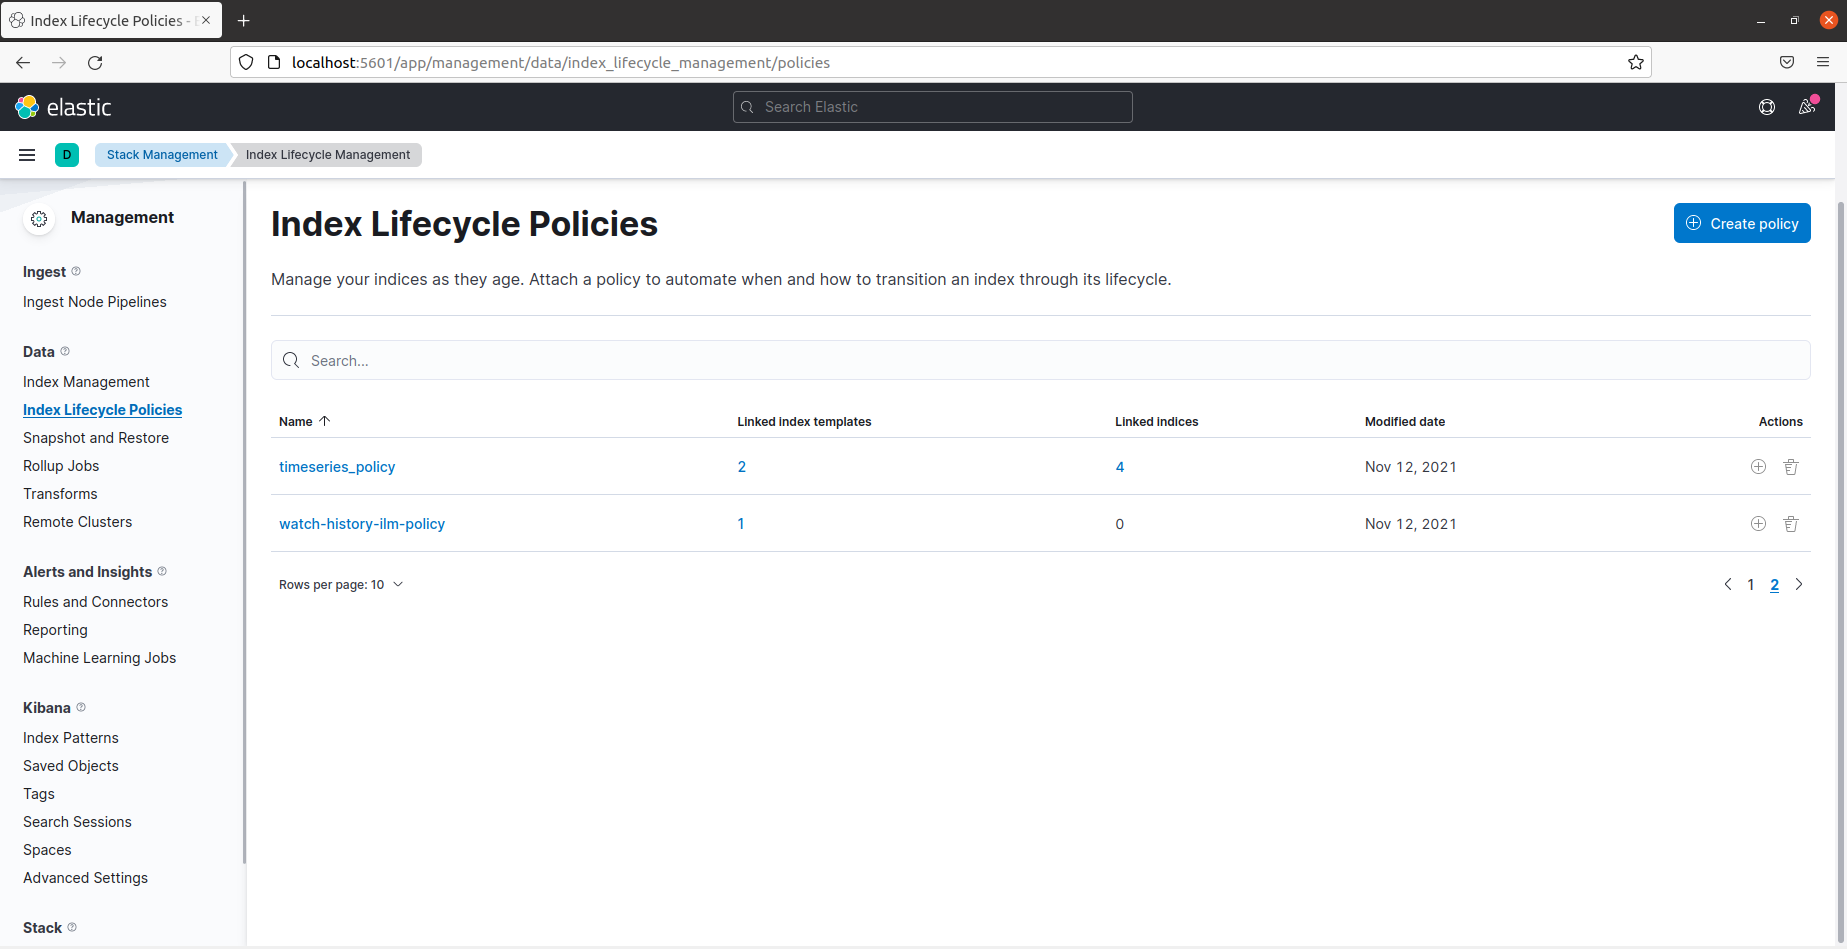 Index Lifecycle Policies -
localhost:5601/app/management/data/index_lifecycle_management/policies
elastic
Search Elastic
D
Stack Management
Index Lifecycle Management
Management
Ingest
Ingest Node Pipelines
Data
Index Management
Index Lifecycle Policies
Snapshot and Restore
Rollup Jobs
Transforms
Remote Clusters
Alerts and Insights
Rules and Connectors
Reporting
Machine Learning Jobs
Kibana
Index Patterns
Saved Objects
Tags
Search Sessions
Spaces
Advanced Settings
Stack
Index Lifecycle Policies
Create policy
Manage your indices as they age. Attach a policy to automate when and how to transition an index through its lifecycle.
Search...
Name Linked index templates Linked indices Modified date Actions
timeseries_policy 2 4 Nov 12, 2021
watch-history-ilm-policy 1 0 Nov 12, 2021
Rows per page: 10
1 2